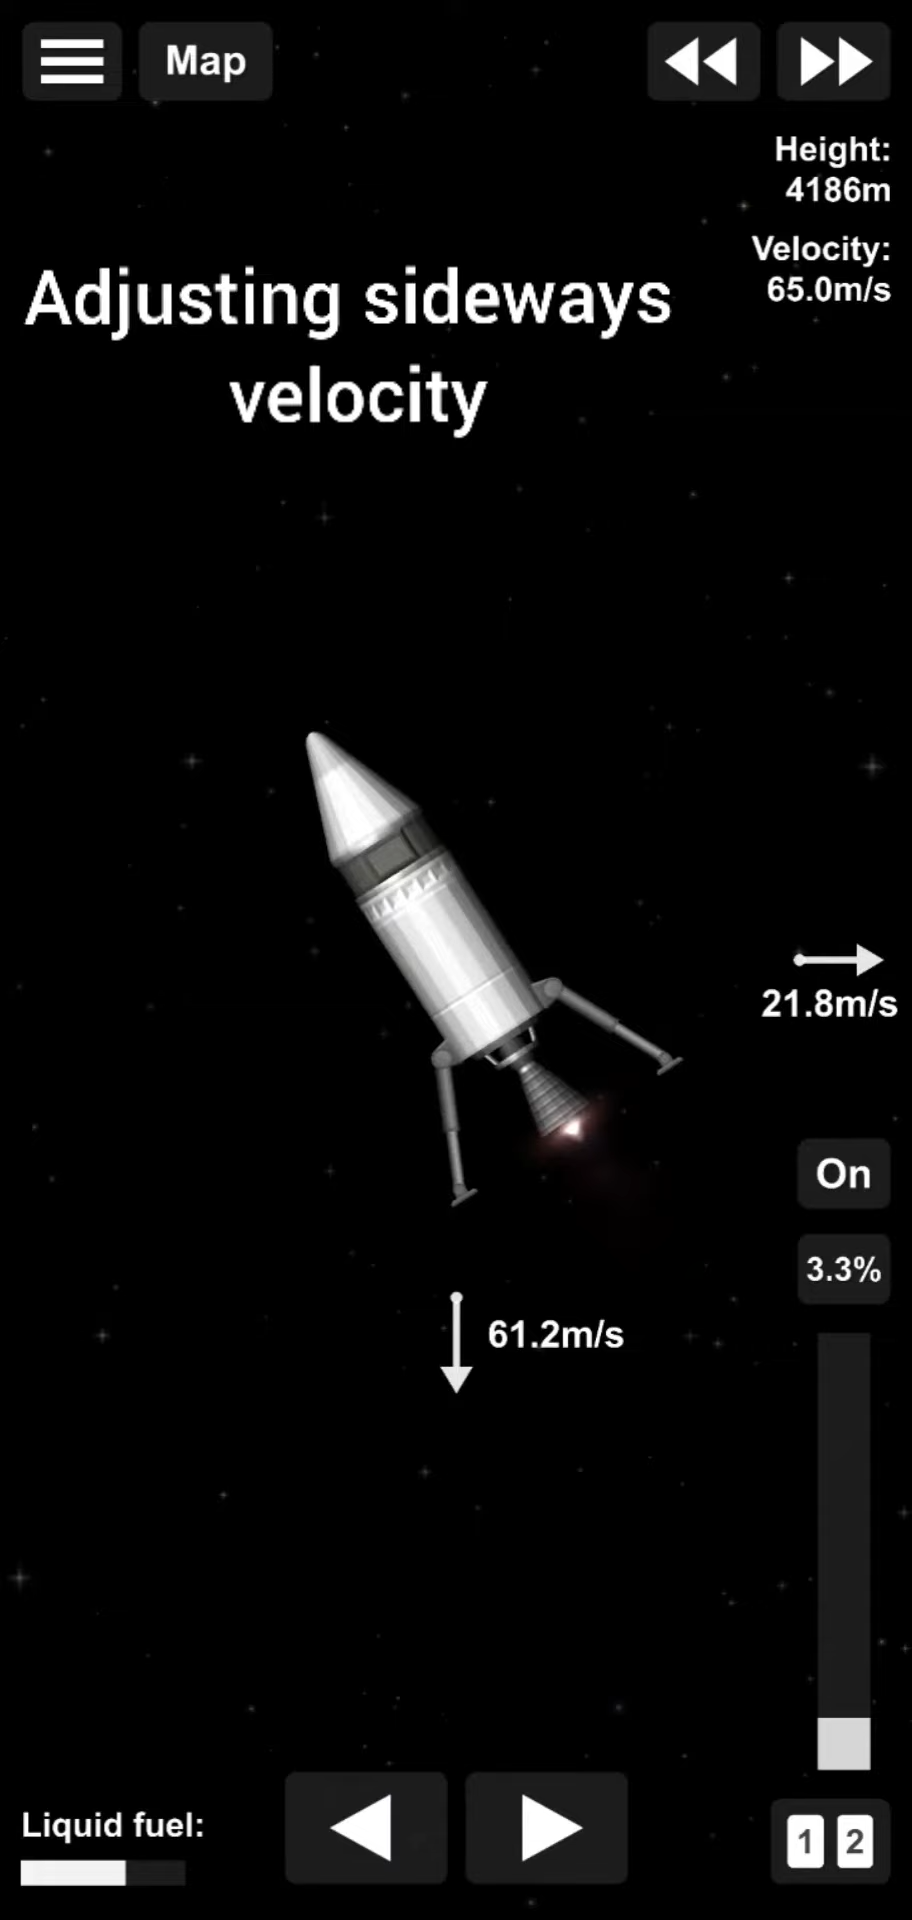 Map
Height:
4186m
Velocity:
65.0m/s
Adjusting sideways
velocity
21.8m/s
On
3.3%
61.2m/s
Liquid fuel:
1 2